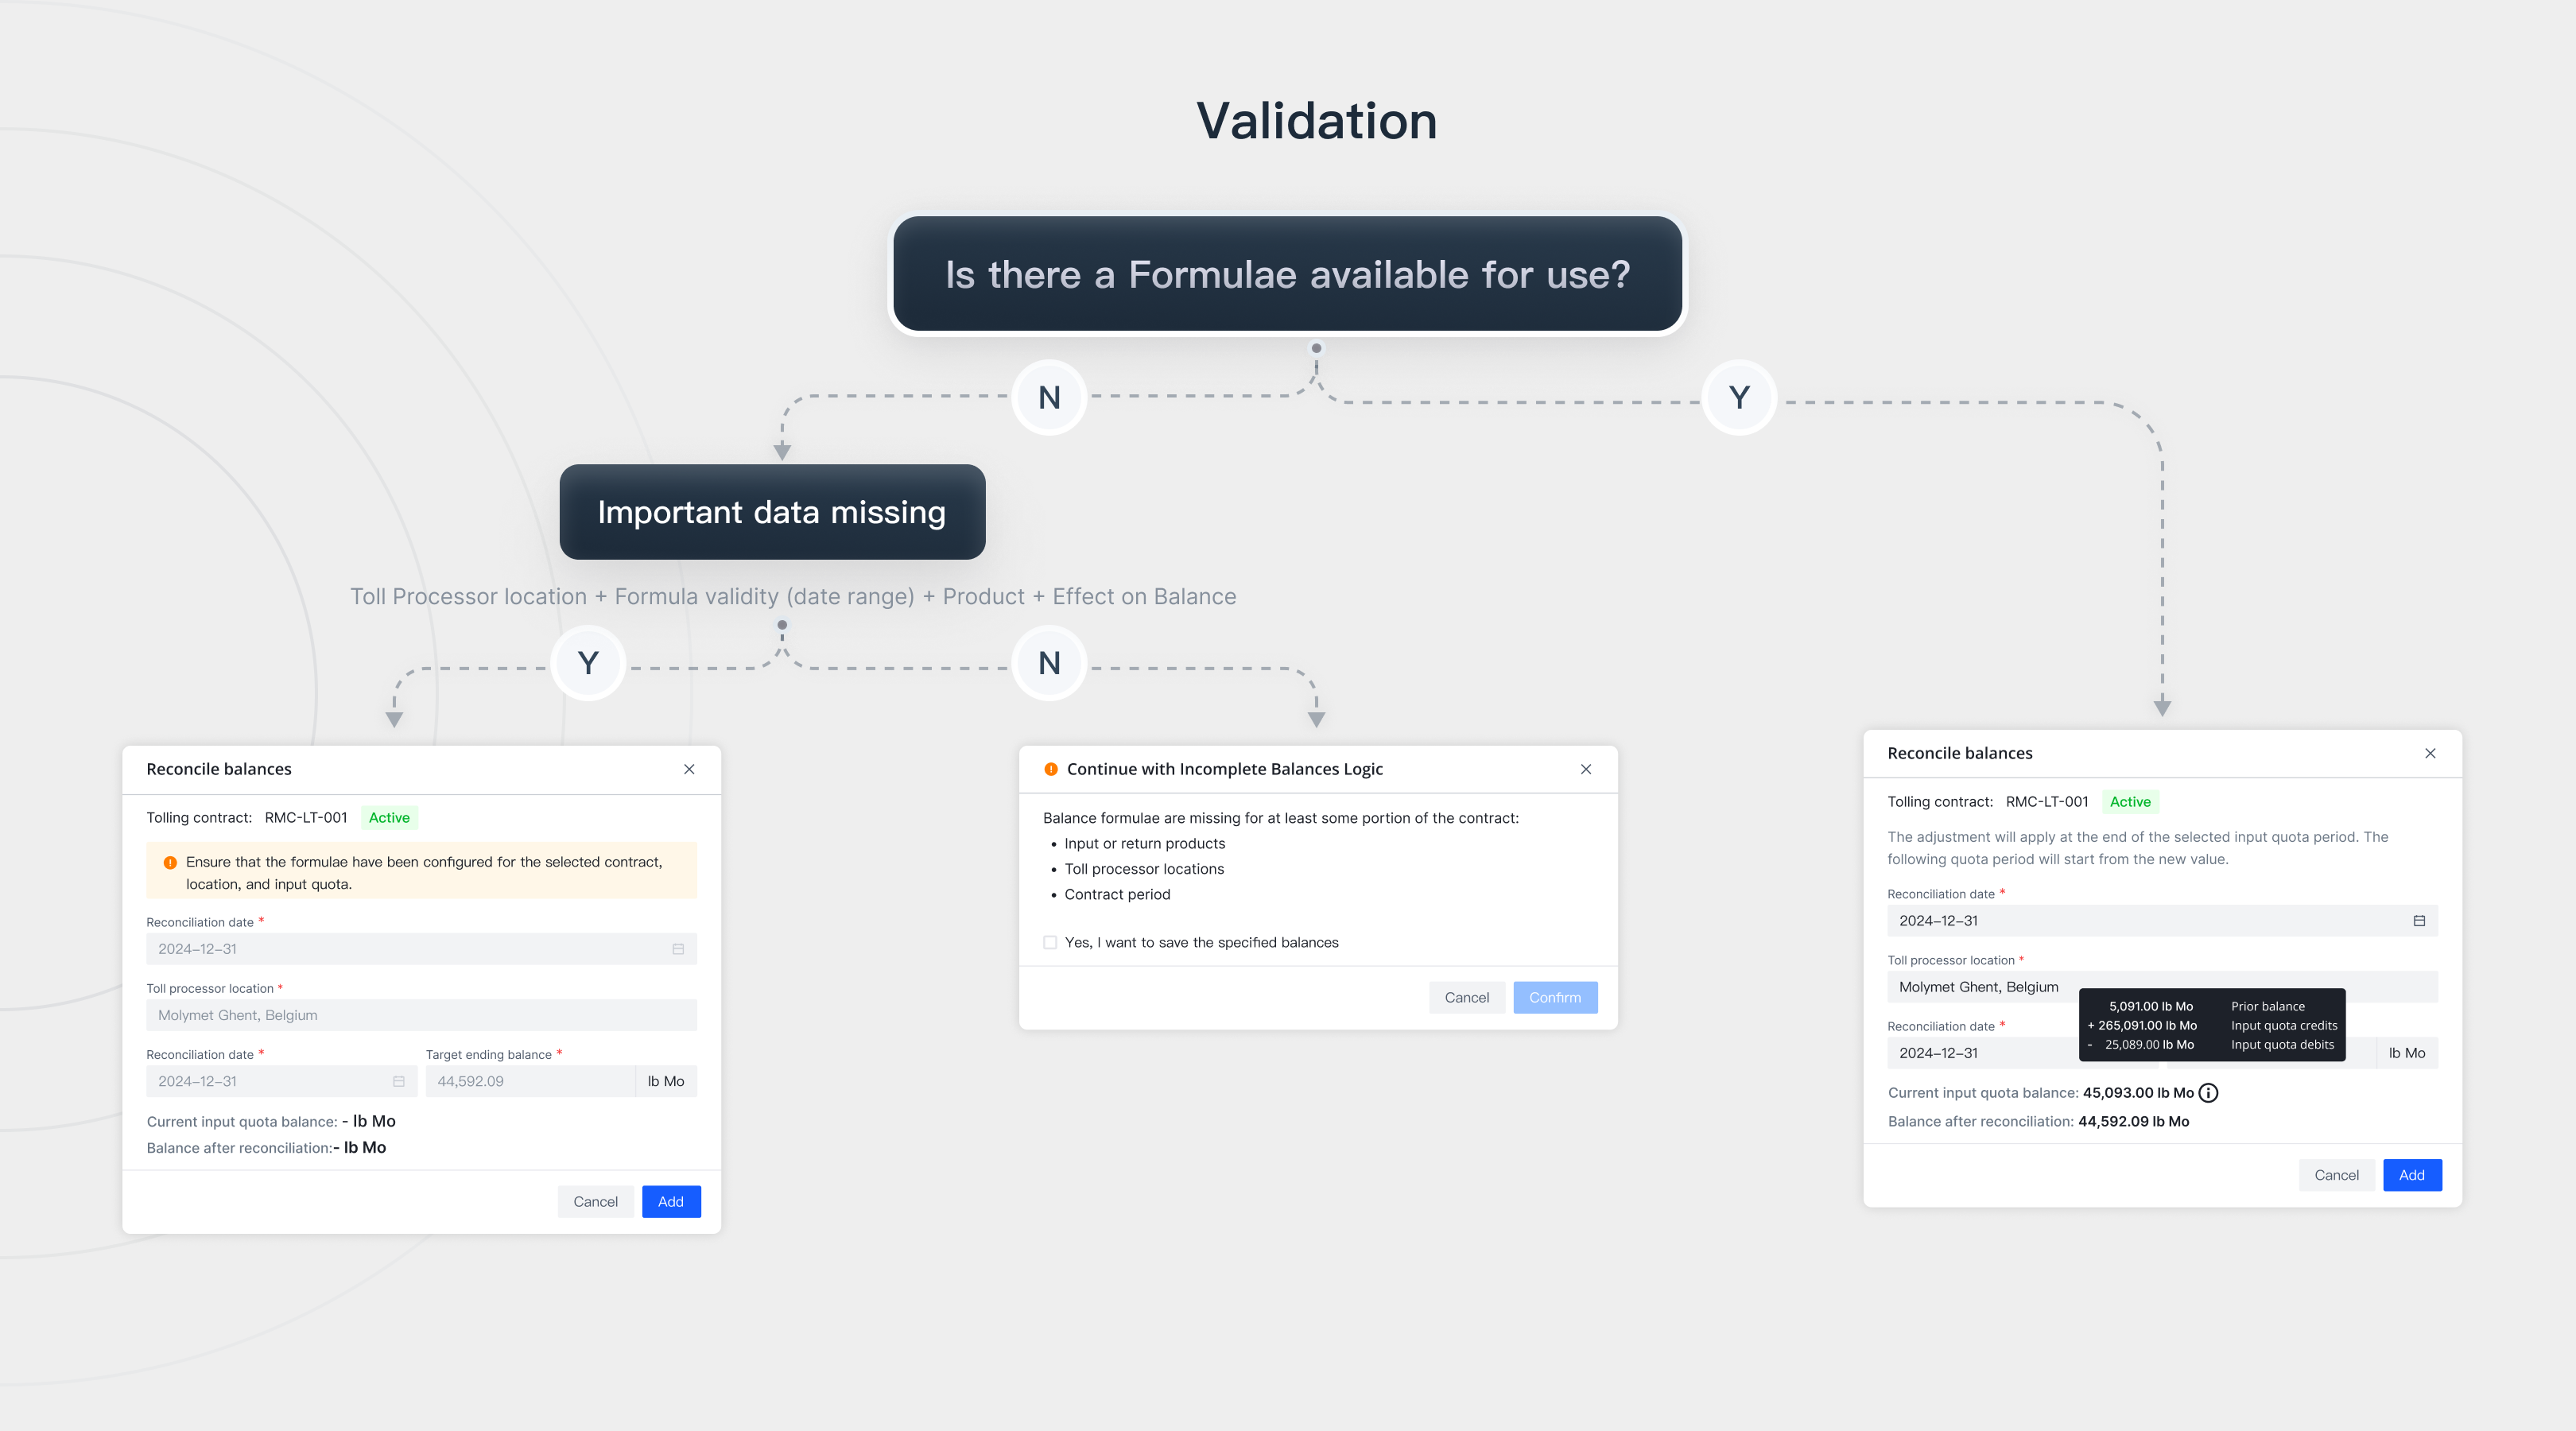 Validation
Is there a Formulae available for use?
N
Y
Important data missing
Toll Processor location + Formula validity (date range) + Product + Effect on Balance
Y
N
Reconcile balances
Tolling contract: RMC-LT-001 Active
Ensure that the formulae have been configured for the selected contract,
location, and input quota.
Reconciliation date *
2024-12-31
Toll processor location *
Molymet Ghent, Belgium
Reconciliation date * Target ending balance *
2024-12-31 44,592.09 lb Mo
Current input quota balance: - lb Mo
Balance after reconciliation:- lb Mo
Cancel Add
Continue with Incomplete Balances Logic
Balance formulae are missing for at least some portion of the contract:
• Input or return products
• Toll processor locations
• Contract period
Yes, I want to save the specified balances
Cancel Confirm
Reconcile balances
Tolling contract: RMC-LT-001 Active
The adjustment will apply at the end of the selected input quota period. The
following quota period will start from the new value.
Reconciliation date *
2024-12-31
Toll processor location *
Molymet Ghent, Belgium
5,091.00 lb Mo Prior balance
+ 265,091.00 lb Mo Input quota credits
- 25,089.00 lb Mo Input quota debits
Reconciliation date *
2024-12-31 lb Mo
Current input quota balance: 45,093.00 lb Mo
Balance after reconciliation: 44,592.09 lb Mo
Cancel Add